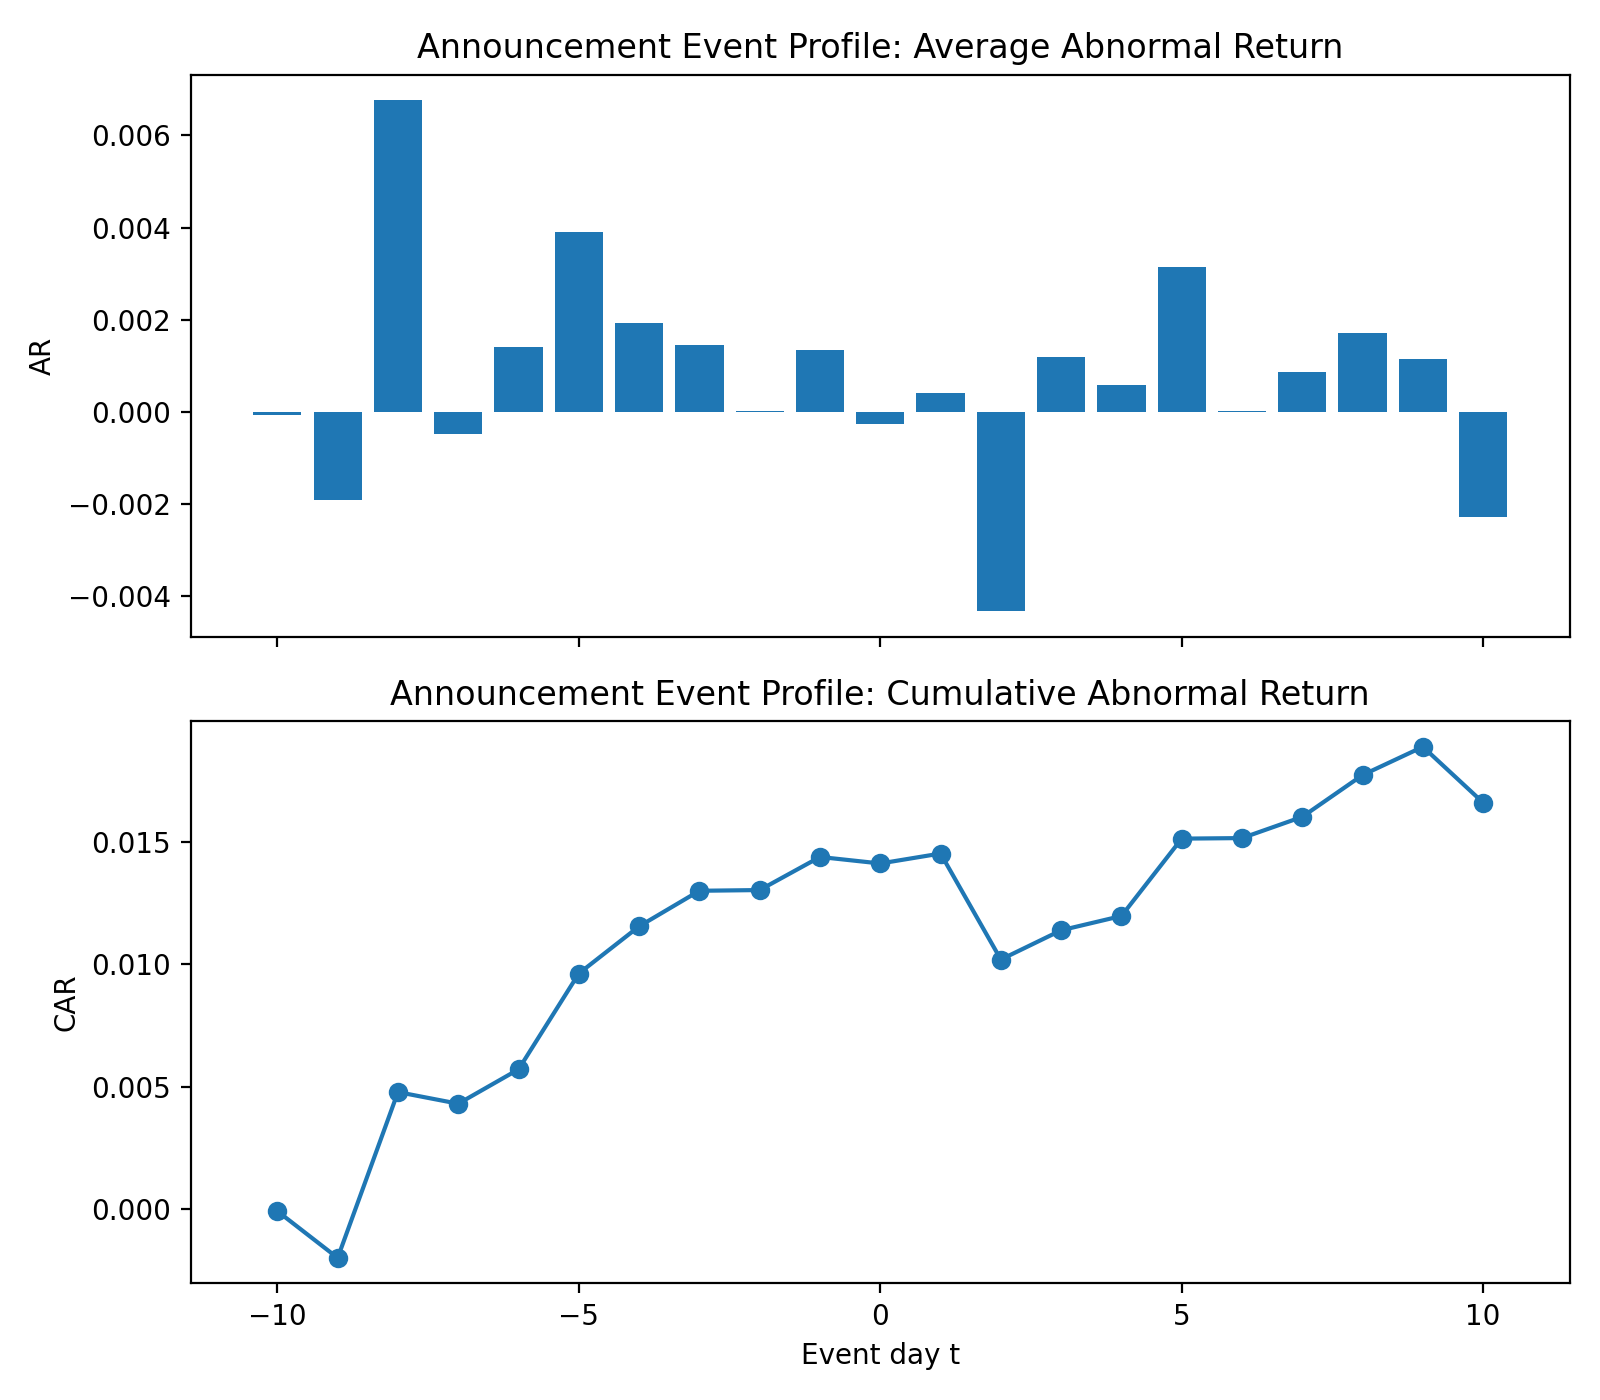 Announcement Event Profile: Average Abnormal Return
0.006
0.004
0.002
0.000
−0.002
−0.004
AR
Announcement Event Profile: Cumulative Abnormal Return
0.015
0.010
0.005
0.000
CAR
−10 −5 0 5 10
Event day t